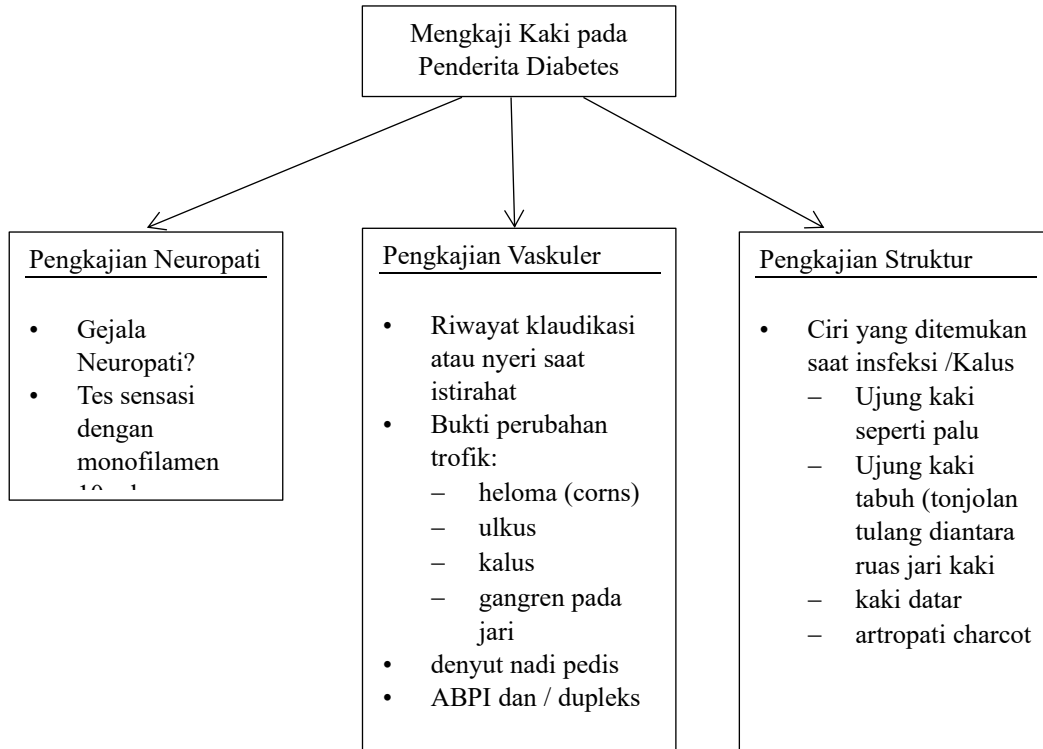 Mengkaji Kaki pada
Penderita Diabetes
Pengkajian Neuropati
• Gejala
Neuropati?
• Tes sensasi
dengan
monofilamen
Pengkajian Vaskuler
• Riwayat klaudikasi
atau nyeri saat
istirahat
• Bukti perubahan
trofik:
– heloma (corns)
– ulkus
– kalus
– gangren pada
jari
• denyut nadi pedis
• ABPI dan / dupleks
Pengkajian Struktur
• Ciri yang ditemukan
saat insfeksi /Kalus
– Ujung kaki
seperti palu
– Ujung kaki
tabuh (tonjolan
tulang diantara
ruas jari kaki
– kaki datar
– artropati charcot